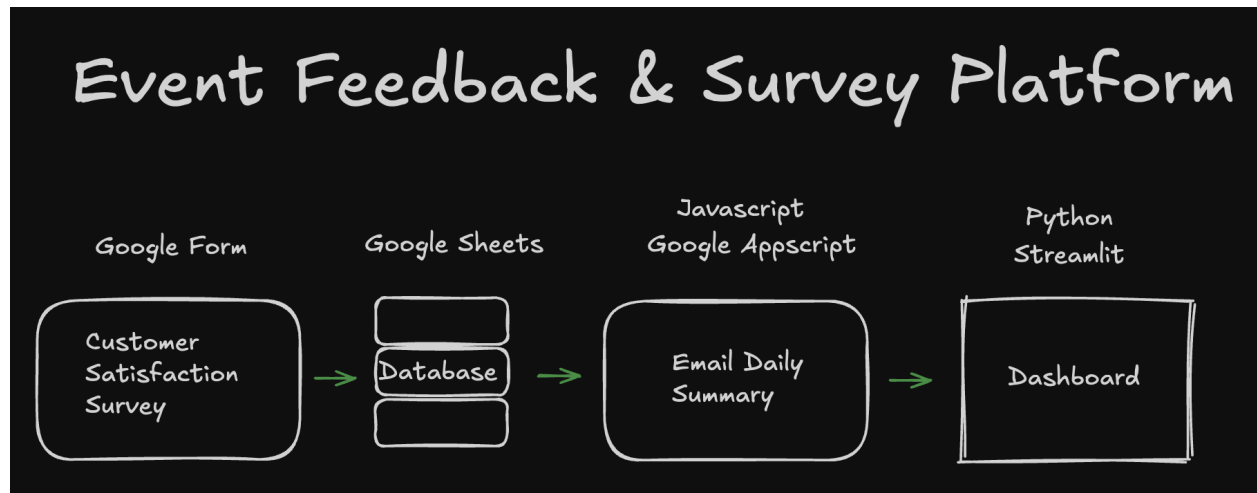 Event Feedback & Survey Platform
Google Form
Google Sheets
Javascript
Google Appscript
Python
Streamlit
Customer
Satisfaction
Survey
Database
Email Daily
Summary
Dashboard